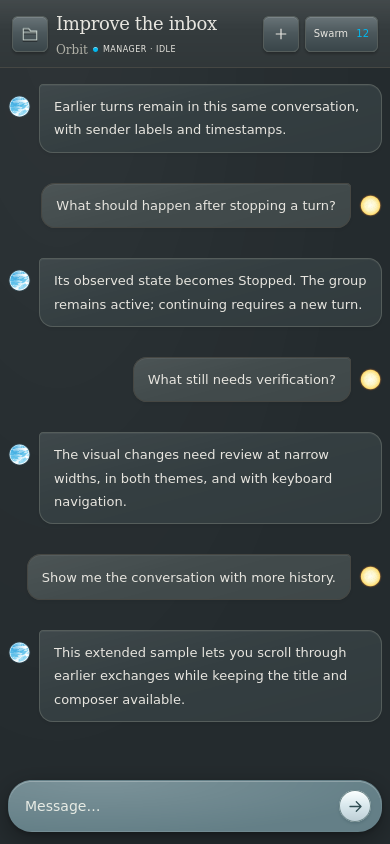 Improve the inbox
Orbit • MANAGER · IDLE
Swarm 12
Earlier turns remain in this same conversation,
with sender labels and timestamps.
What should happen after stopping a turn?
Its observed state becomes Stopped. The group
remains active; continuing requires a new turn.
What still needs verification?
The visual changes need review at narrow
widths, in both themes, and with keyboard
navigation.
Show me the conversation with more history.
This extended sample lets you scroll through
earlier exchanges while keeping the title and
composer available.
Message...